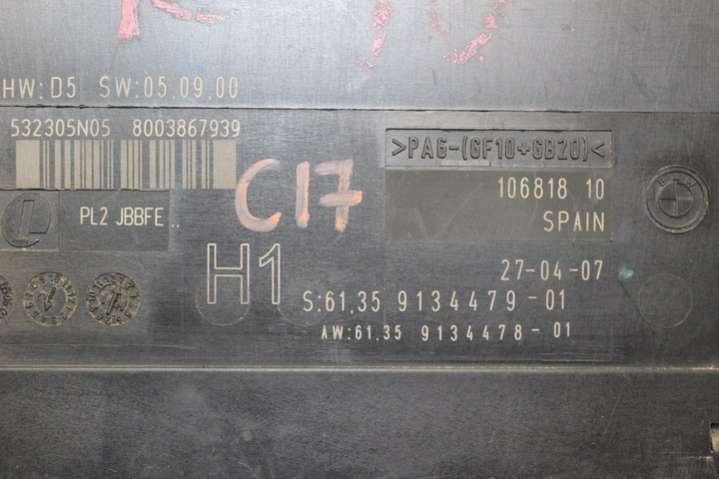 HW:D5 SW:05.09.00
532305N05 8003867939
>PA6-(GF10+GB20)<
C17
106818 10
SPAIN
PL2 JBBFE ..
H1
27-04-07
S:61.35 9134479-01
AW:61.35 9134478-01